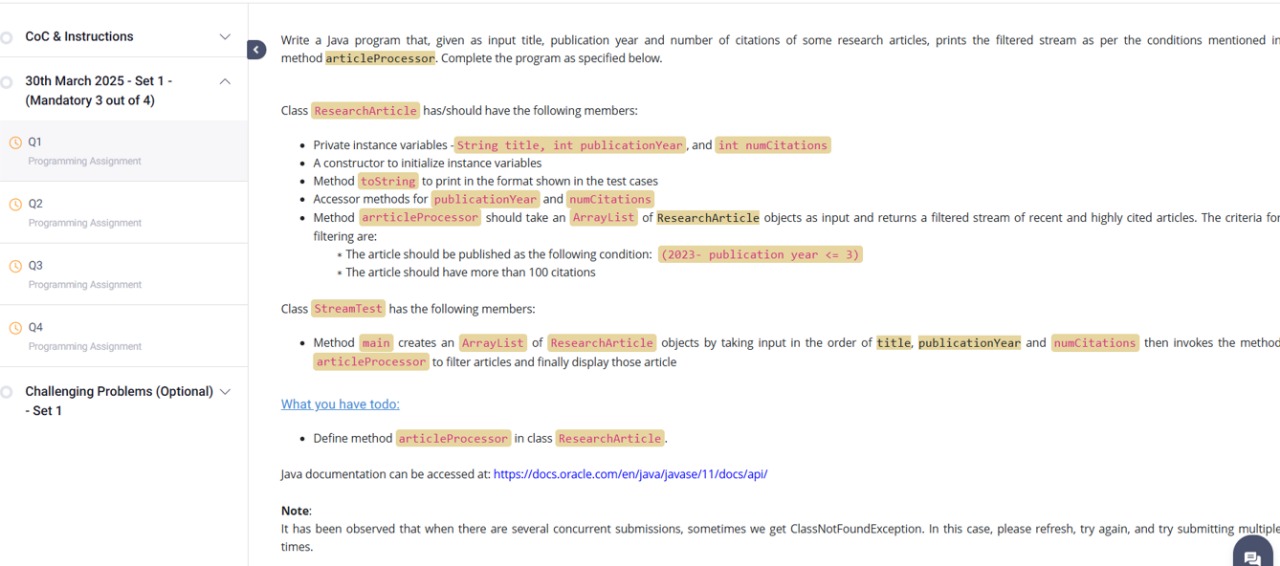 CoC & Instructions
30th March 2025 - Set 1 -
(Mandatory 3 out of 4)
Q1
Programming Assignment
Q2
Programming Assignment
Q3
Programming Assignment
Q4
Programming Assignment
Challenging Problems (Optional)
- Set 1
Write a Java program that, given as input title, publication year and number of citations of some research articles, prints the filtered stream as per the conditions mentioned in
method articleProcessor. Complete the program as specified below.
Class ResearchArticle has/should have the following members:
• Private instance variables - String title, int publicationYear, and int numCitations
• A constructor to initialize instance variables
• Method toString to print in the format shown in the test cases
• Accessor methods for publicationYear and numCitations
• Method arrticleProcessor should take an ArrayList of ResearchArticle objects as input and returns a filtered stream of recent and highly cited articles. The criteria for
filtering are:
▪ The article should be published as the following condition: (2023- publication year <= 3)
▪ The article should have more than 100 citations
Class StreamTest has the following members:
• Method main creates an ArrayList of ResearchArticle objects by taking input in the order of title, publicationYear and numCitations then invokes the method
articleProcessor to filter articles and finally display those article
What you have todo:
• Define method articleProcessor in class ResearchArticle.
Java documentation can be accessed at: https://docs.oracle.com/en/java/javase/11/docs/api/
Note:
It has been observed that when there are several concurrent submissions, sometimes we get ClassNotFoundException. In this case, please refresh, try again, and try submitting multiple
times.